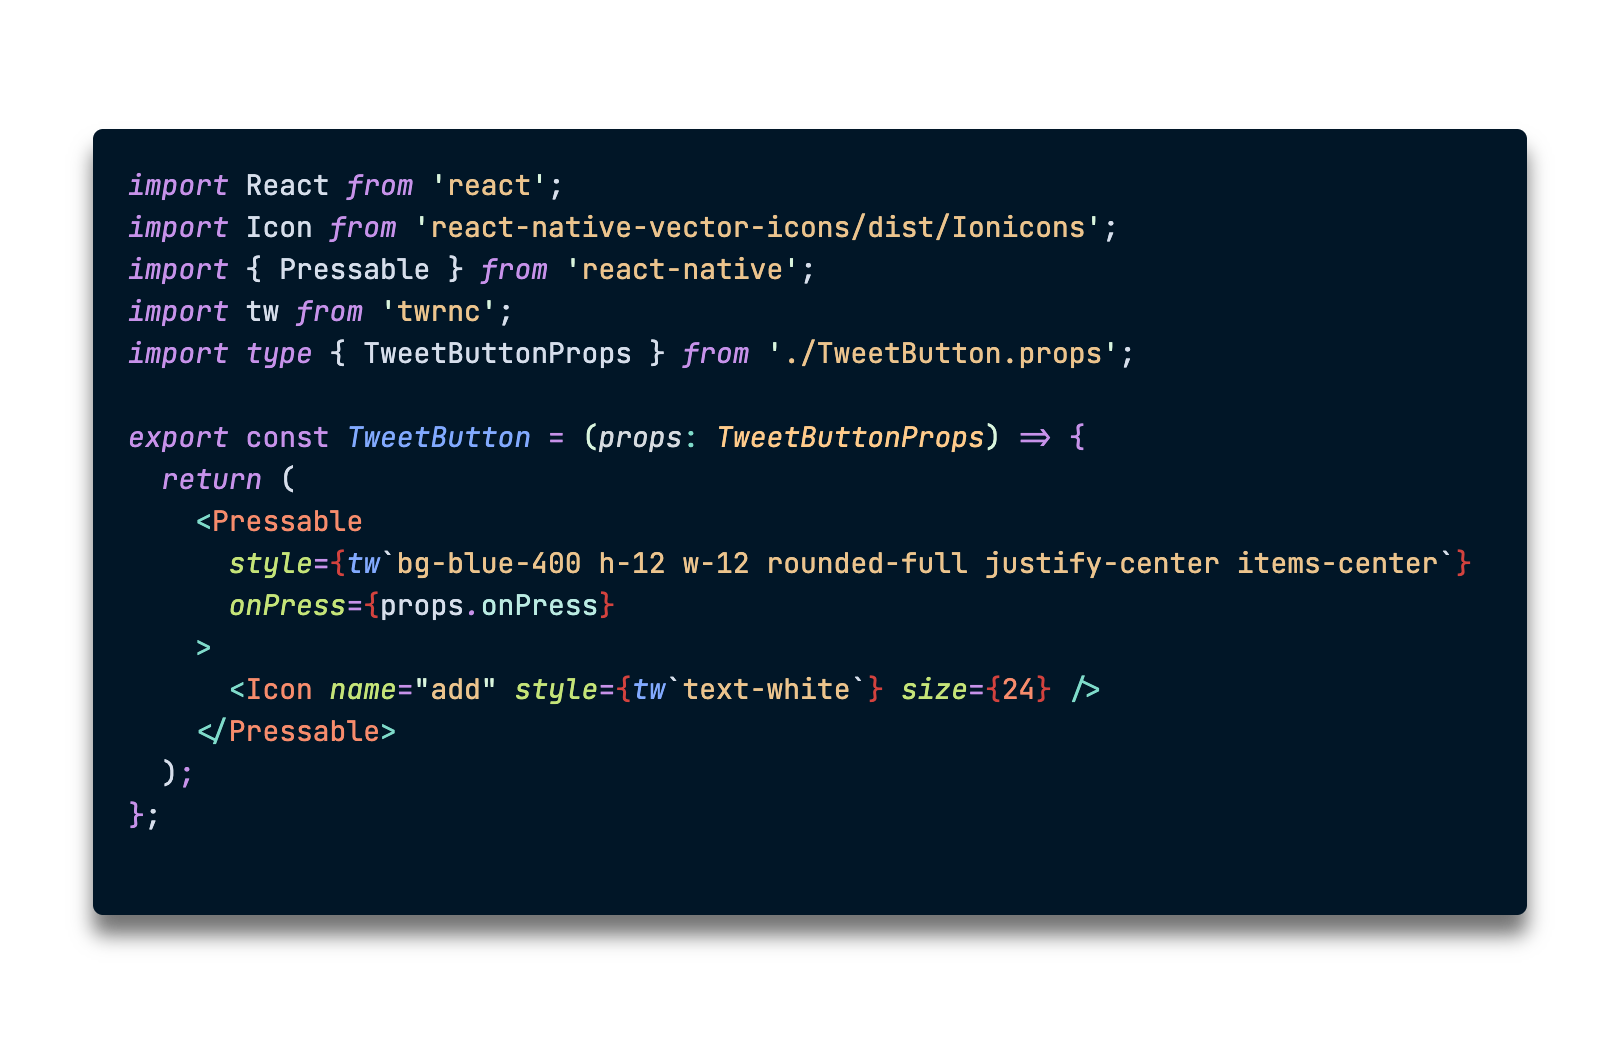 import React from 'react';
import Icon from 'react-native-vector-icons/dist/Ionicons';
import { Pressable } from 'react-native';
import tw from 'twrnc';
import type { TweetButtonProps } from './TweetButton.props';

export const TweetButton = (props: TweetButtonProps) => {
  return (
    <Pressable
      style={tw`bg-blue-400 h-12 w-12 rounded-full justify-center items-center`}
      onPress={props.onPress}
    >
      <Icon name="add" style={tw`text-white`} size={24} />
    </Pressable>
  );
};